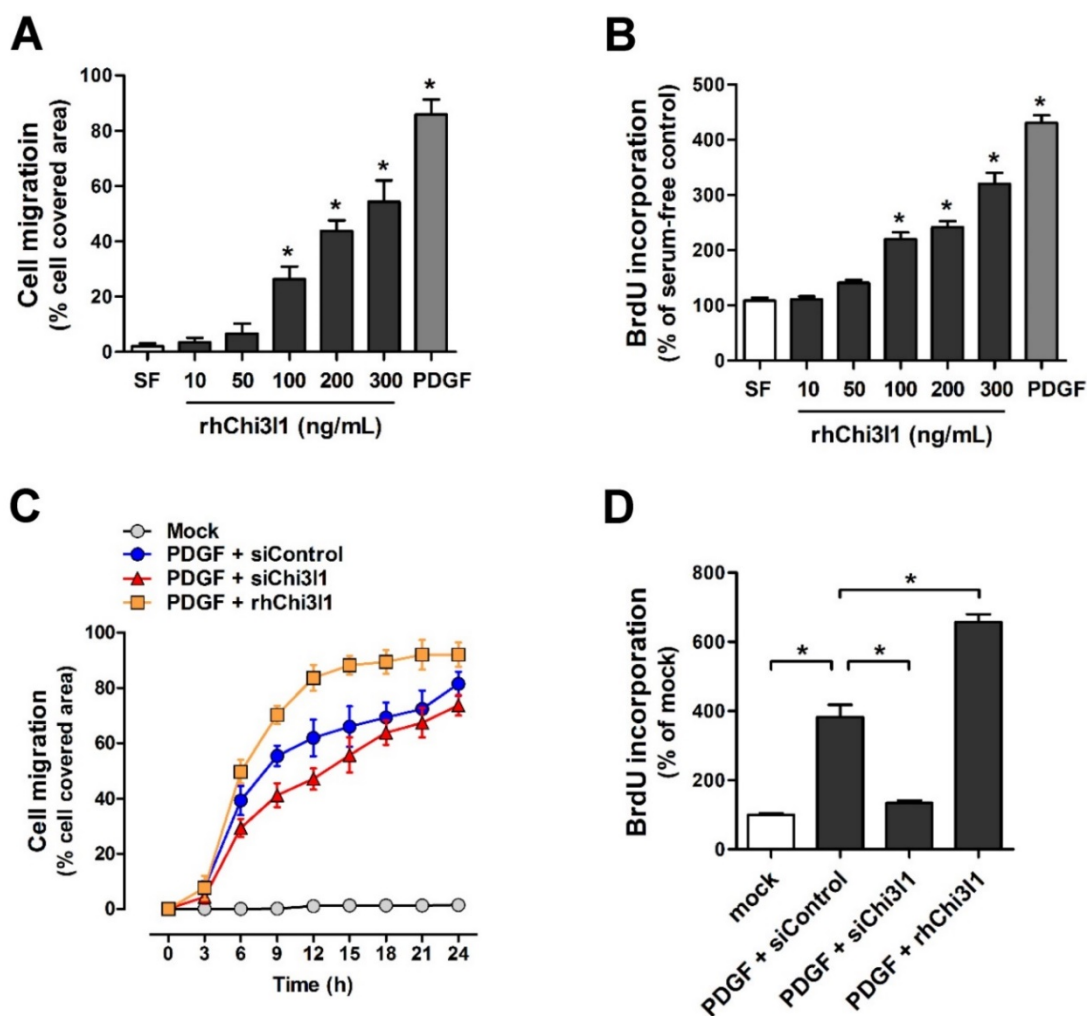 A
Cell migratioin
(% cell covered area)
100
80
60
40
20
0
* * * *
SF 10 50 100 200 300 PDGF
rhChi3l1 (ng/mL)
B
BrdU incorporation
(% of serum-free control)
500
400
300
200
100
0
* * * *
SF 10 50 100 200 300 PDGF
rhChi3l1 (ng/mL)
C
Mock
PDGF + siControl
PDGF + siChi3l1
PDGF + rhChi3l1
Cell migration
(% cell covered area)
100
80
60
40
20
0
0 3 6 9 12 15 18 21 24
Time (h)
D
BrdU incorporation
(% of mock)
800
600
400
200
0
*
* *
mock
PDGF + siControl
PDGF + siChi3l1
PDGF + rhChi3l1